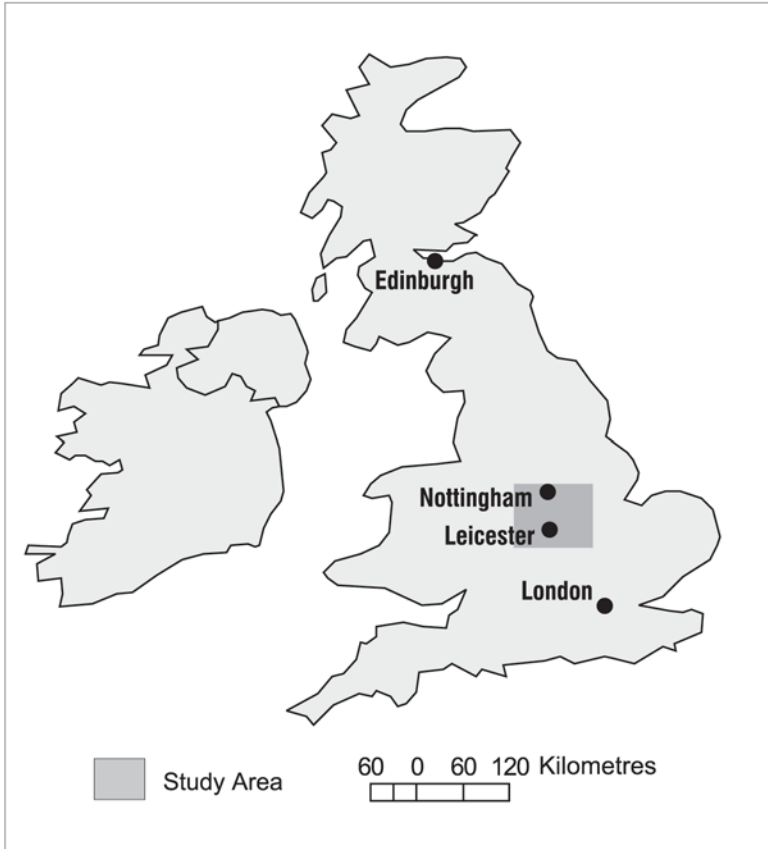 Edinburgh
Nottingham
Leicester
London
Study Area
60 0 60 120 Kilometres